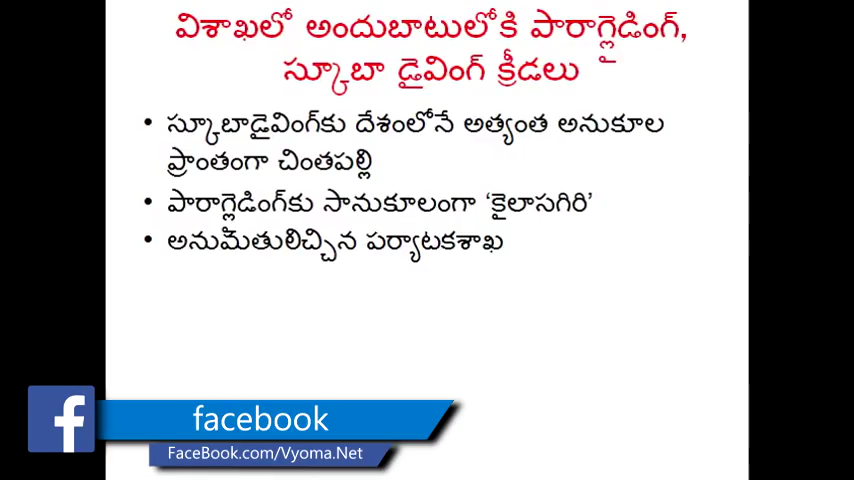 విశాఖలో అందుబాటులోకి పారాగ్లైడింగ్,
స్కూబా డైవింగ్ క్రీడలు
• స్కూబాడైవింగ్‌కు దేశంలోనే అత్యంత అనుకూల
ప్రాంతంగా చింతపల్లి
• పారాగ్లైడింగ్‌కు సానుకూలంగా ‘కైలాసగిరి’
• అనుమతులిచ్చిన పర్యాటకశాఖ
facebook
FaceBook.com/Vyoma.Net